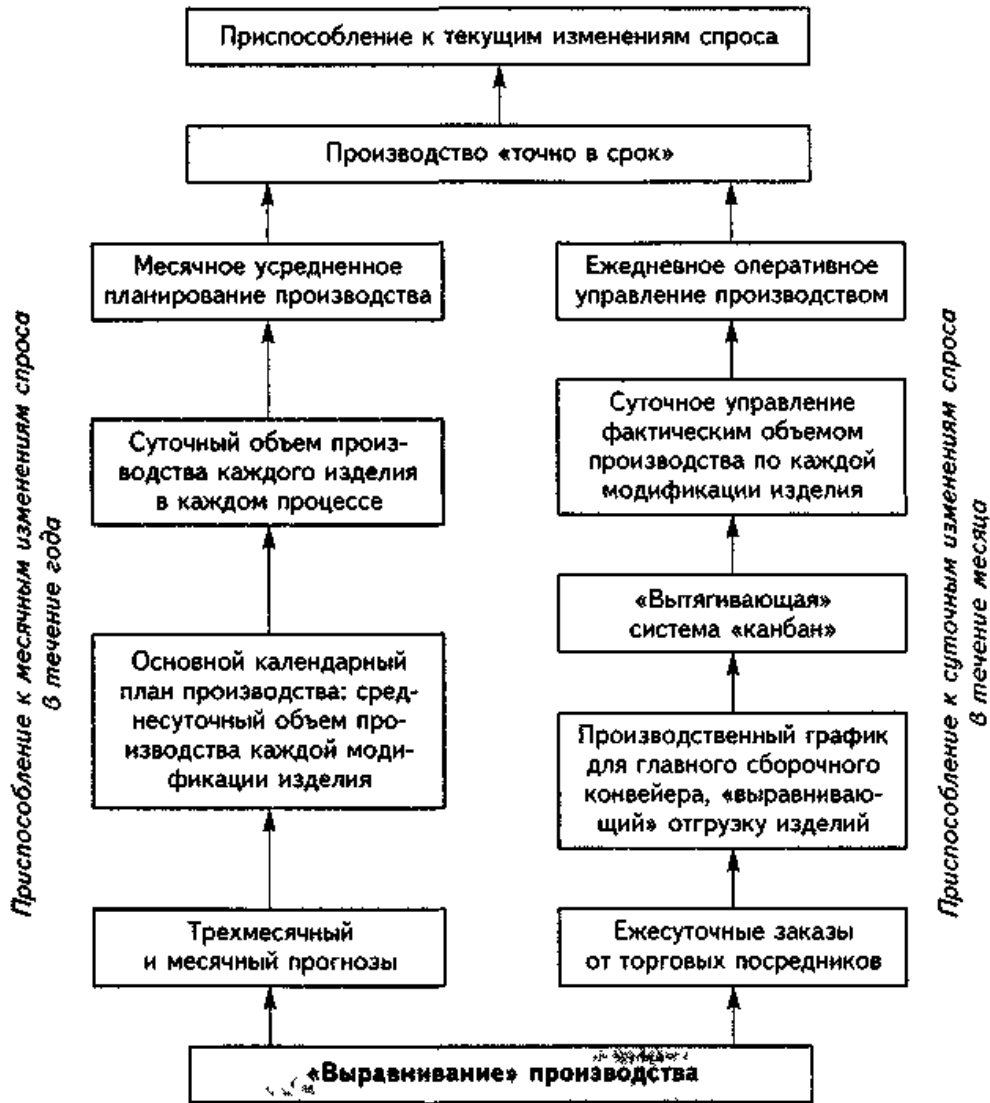 Приспособление к текущим изменениям спроса
Производство «точно в срок»
Месячное усредненное
планирование производства
Ежедневное оперативное
управление производством
Суточный объем произ-
водства каждого изделия
в каждом процессе
Суточное управление
фактическим объемом
производства по каждой
модификации изделия
«Вытягивающая»
система «канбан»
Основной календарный
план производства: сред-
несуточный объем про-
изводства каждой моди-
фикации изделия
Производственный график
для главного сборочного
конвейера, «выравниваю-
щий» отгрузку изделий
Трехмесячный
и месячный прогнозы
Ежесуточные заказы
от торговых посредников
«Выравнивание» производства
Приспособление к месячным изменениям спроса
в течение года
Приспособление к суточным изменениям спроса
в течение месяца